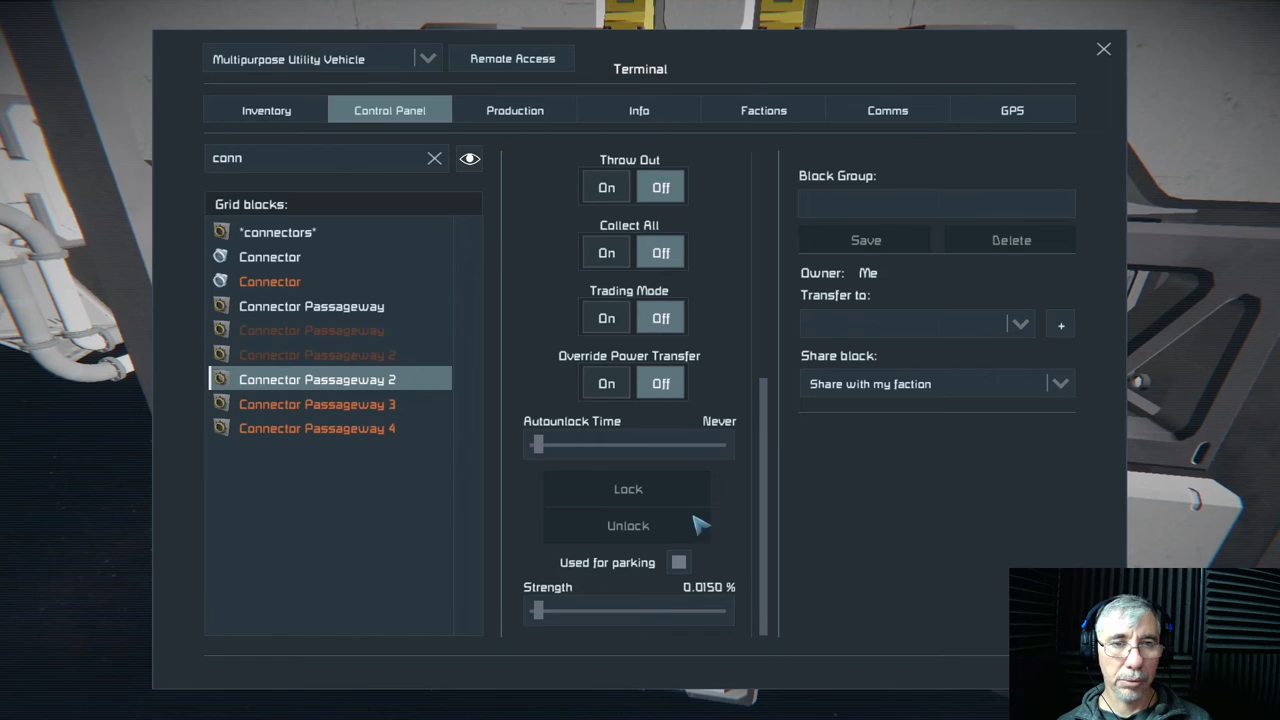 Multipurpose Utility Vehicle
Remote Access
Terminal
Inventory
Control Panel
Production
Info
Factions
Comms
GPS
conn
Grid blocks:
*connectors*
Connector
Connector
Connector Passageway
Connector Passageway
Connector Passageway 2
Connector Passageway 2
Connector Passageway 3
Connector Passageway 4
Throw Out
On Off
Collect All
On Off
Trading Mode
On Off
Override Power Transfer
On Off
Autounlock Time Never
Lock
Unlock
Used for parking
Strength 0.0150 %
Block Group:
Save Delete
Owner: Me
Transfer to:
+
Share block:
Share with my faction